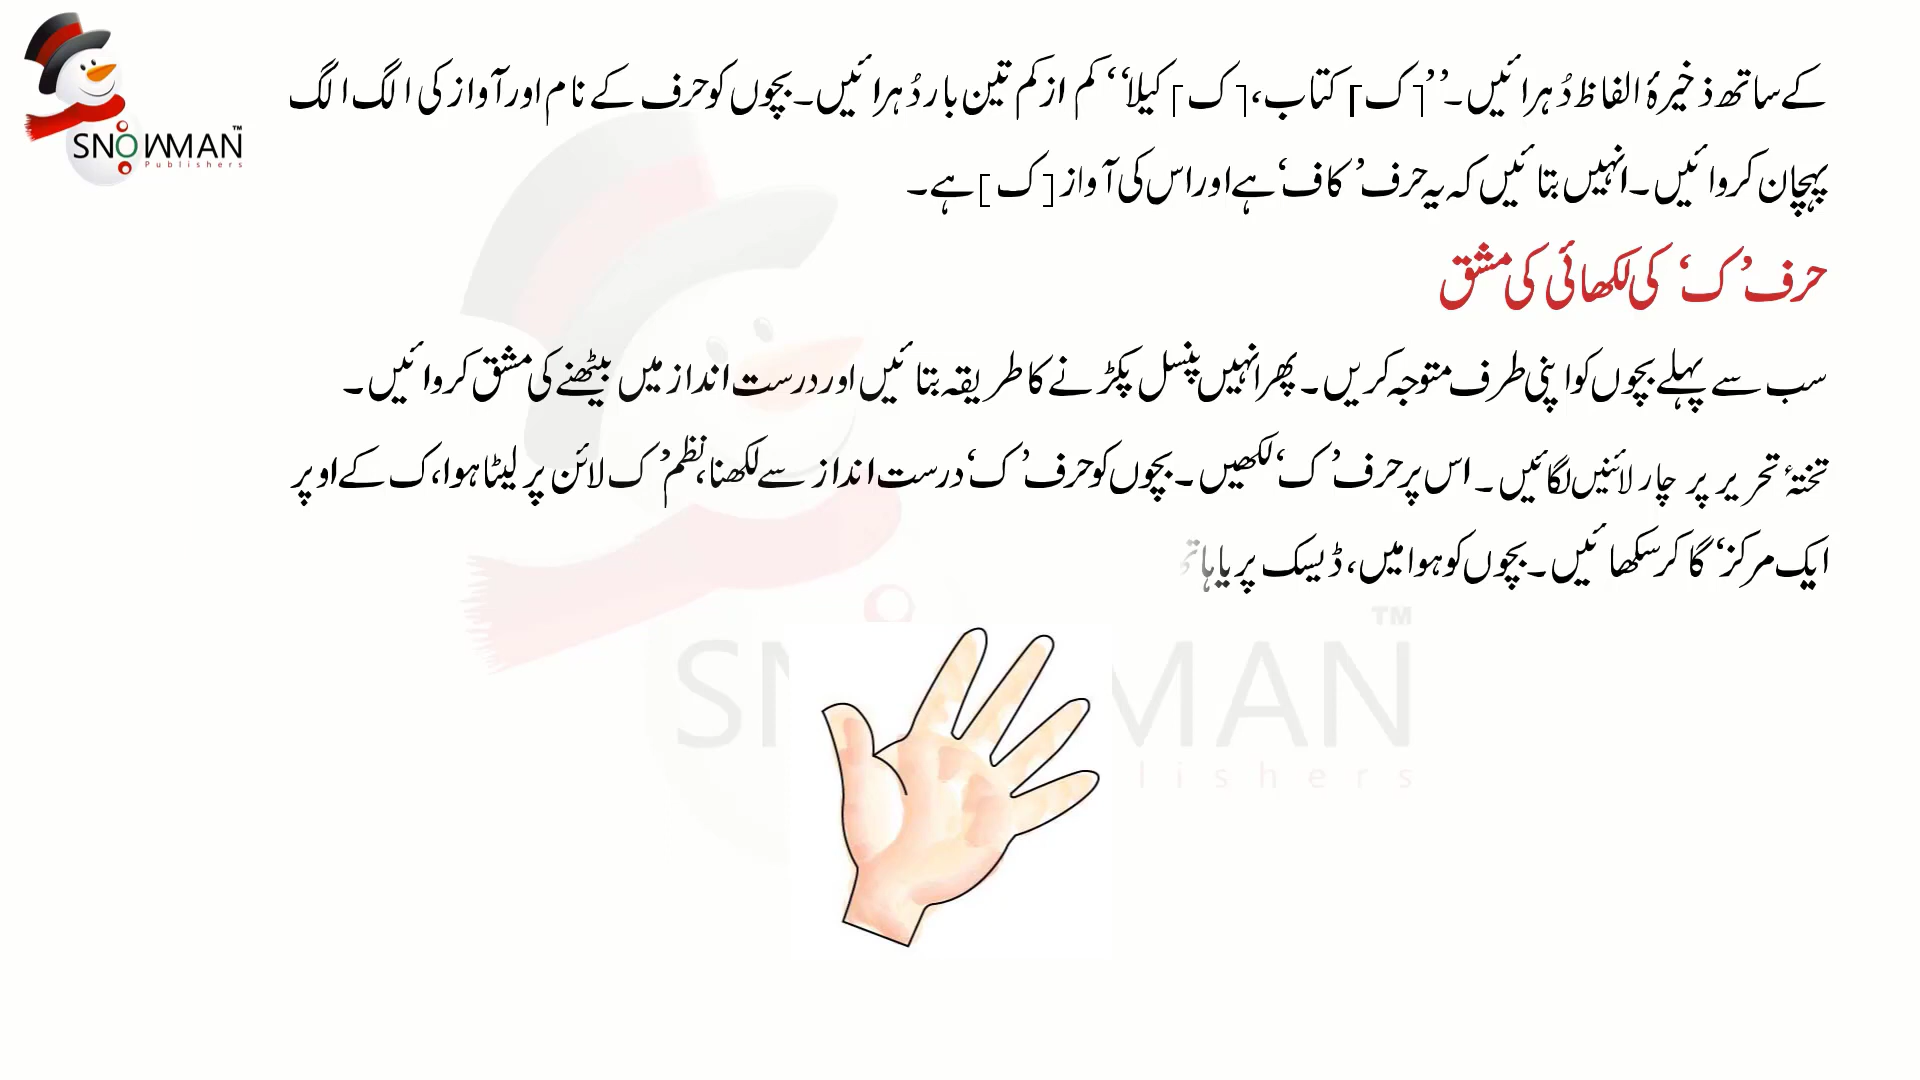 SNOWMAN
Publishers
TM
کے ساتھ ذخیرۂ الفاظ دُہرائیں۔ ’’[ک] کتاب، [ک] کیلا‘‘ کم از کم تین بار دُہرائیں۔ بچوں کو حرف کے نام اور آواز کی الگ الگ
پہچان کروائیں۔ انہیں بتائیں کہ یہ حرف ’کاف‘ ہے اور اس کی آواز [ک] ہے۔
حرف ’ک‘ کی لکھائی کی مشق
سب سے پہلے بچوں کو اپنی طرف متوجہ کریں۔ پھر انہیں پنسل پکڑنے کا طریقہ بتائیں اور درست انداز میں بیٹھنے کی مشق کروائیں۔
تختۂ تحریر پر چار لائنیں لگائیں۔ اس پر حرف ’ک‘ لکھیں۔ بچوں کو حرف ’ک‘ درست انداز سے لکھنا، نظم ’ک لائن پر لیٹا ہوا، ک کے اوپر
ایک مرکز‘ گا کر سکھائیں۔ بچوں کو ہوا میں، ڈیسک پر یا
SNOWMAN
TM